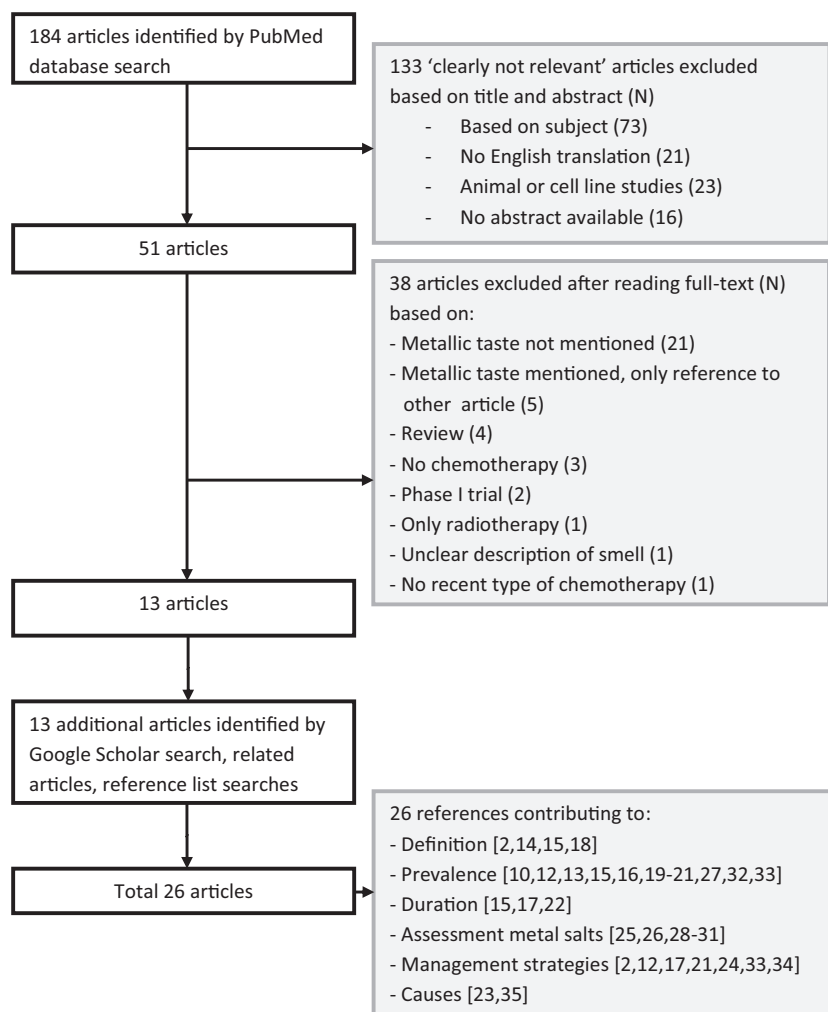 184 articles identified by PubMed
database search
133 ‘clearly not relevant’ articles excluded
based on title and abstract (N)
- Based on subject (73)
- No English translation (21)
- Animal or cell line studies (23)
- No abstract available (16)
51 articles
38 articles excluded after reading full-text (N)
based on:
- Metallic taste not mentioned (21)
- Metallic taste mentioned, only reference to
other article (5)
- Review (4)
- No chemotherapy (3)
- Phase I trial (2)
- Only radiotherapy (1)
- Unclear description of smell (1)
- No recent type of chemotherapy (1)
13 articles
13 additional articles identified by
Google Scholar search, related
articles, reference list searches
Total 26 articles
26 references contributing to:
- Definition [2,14,15,18]
- Prevalence [10,12,13,15,16,19-21,27,32,33]
- Duration [15,17,22]
- Assessment metal salts [25,26,28-31]
- Management strategies [2,12,17,21,24,33,34]
- Causes [23,35]